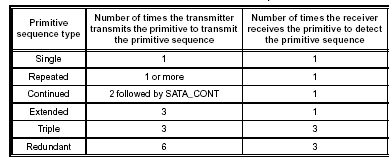 Primitive sequence type
Number of times the transmitter transmits the primitive to transmit the primitive sequence
Number of times the receiver receives the primitive to detect the primitive sequence
Single 1 1
Repeated 1 or more 1
Continued 2 followed by SATA_CONT 1
Extended 3 1
Triple 3 3
Redundant 6 3